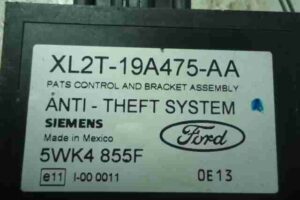 XL2T-19A475-AA
PATS CONTROL AND BRACKET ASSEMBLY
ANTI - THEFT SYSTEM
SIEMENS
Made in Mexico
Ford
5WK4 855F
e11 I-00 0011
0E13